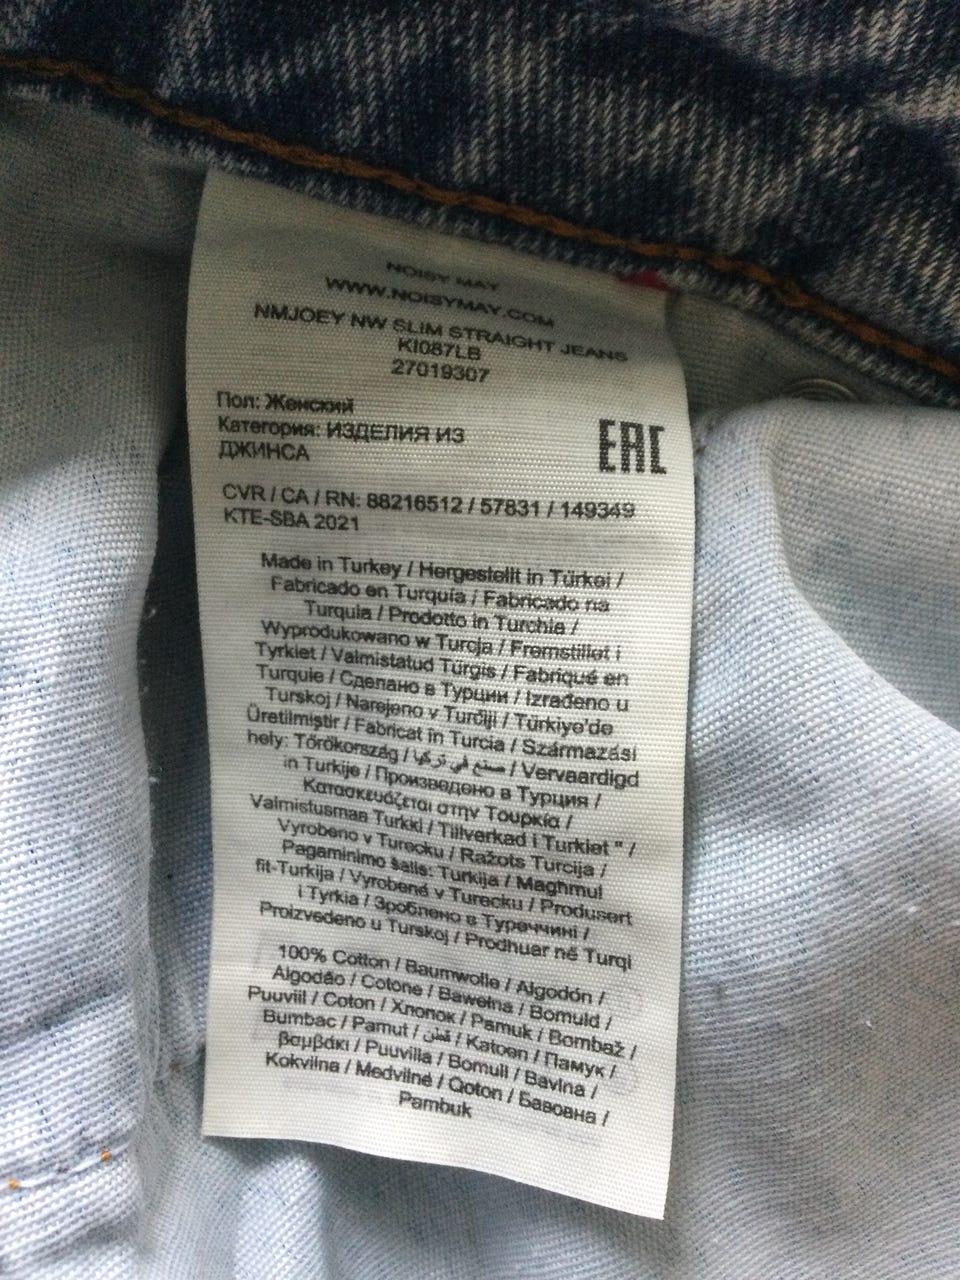 NOISY MAY
WWW.NOISYMAY.COM
NMJOEY NW SLIM STRAIGHT JEANS
KI087LB
27019307
Пол: Женский
Категория: ИЗДЕЛИЯ ИЗ
ДЖИНСА
EAC
CVR / CA / RN: 88216512 / 57831 / 149349
KTE-SBA 2021
Made in Turkey / Hergestellt in Türkei /
Fabricado en Turquía / Fabricado na
Turquia / Prodotto in Turchia /
Wyprodukowano w Turcja / Fremstillet i
Tyrkiet / Valmistatud Türgis / Fabriqué en
Turquie / Сделано в Турции / Izrađeno u
Turskoj / Narejeno v Turčiji / Türkiye'de
Üretilmiştir / Fabricat în Turcia / Származási
hely: Törökország / صنع في تركيا / Vervaardigd
in Turkije / Произведено в Турция /
Κατασκευάζεται στην Τουρκία /
Valmistusmaa Turkki / Tillverkad i Turkiet " /
Vyrobeno v Turecku / Ražots Turcija /
Pagaminimo šalis: Turkija / Maghmul
fit-Turkija / Vyrobené v Turecku / Produsert
i Tyrkia / Зроблено в Туреччині /
Proizvedeno u Turskoj / Prodhuar në Turqi
100% Cotton / Baumwolle / Algodón /
Algodão / Cotone / Bawełna / Bomuld /
Puuvill / Coton / Хлопок / Pamuk / Bombaž /
Bumbac / Pamut / قطن / Katoen / Памук /
βαμβάκι / Puuvilla / Bomull / Bavlna /
Kokvilna / Medvilnė / Qoton / Бавовна /
Pambuk